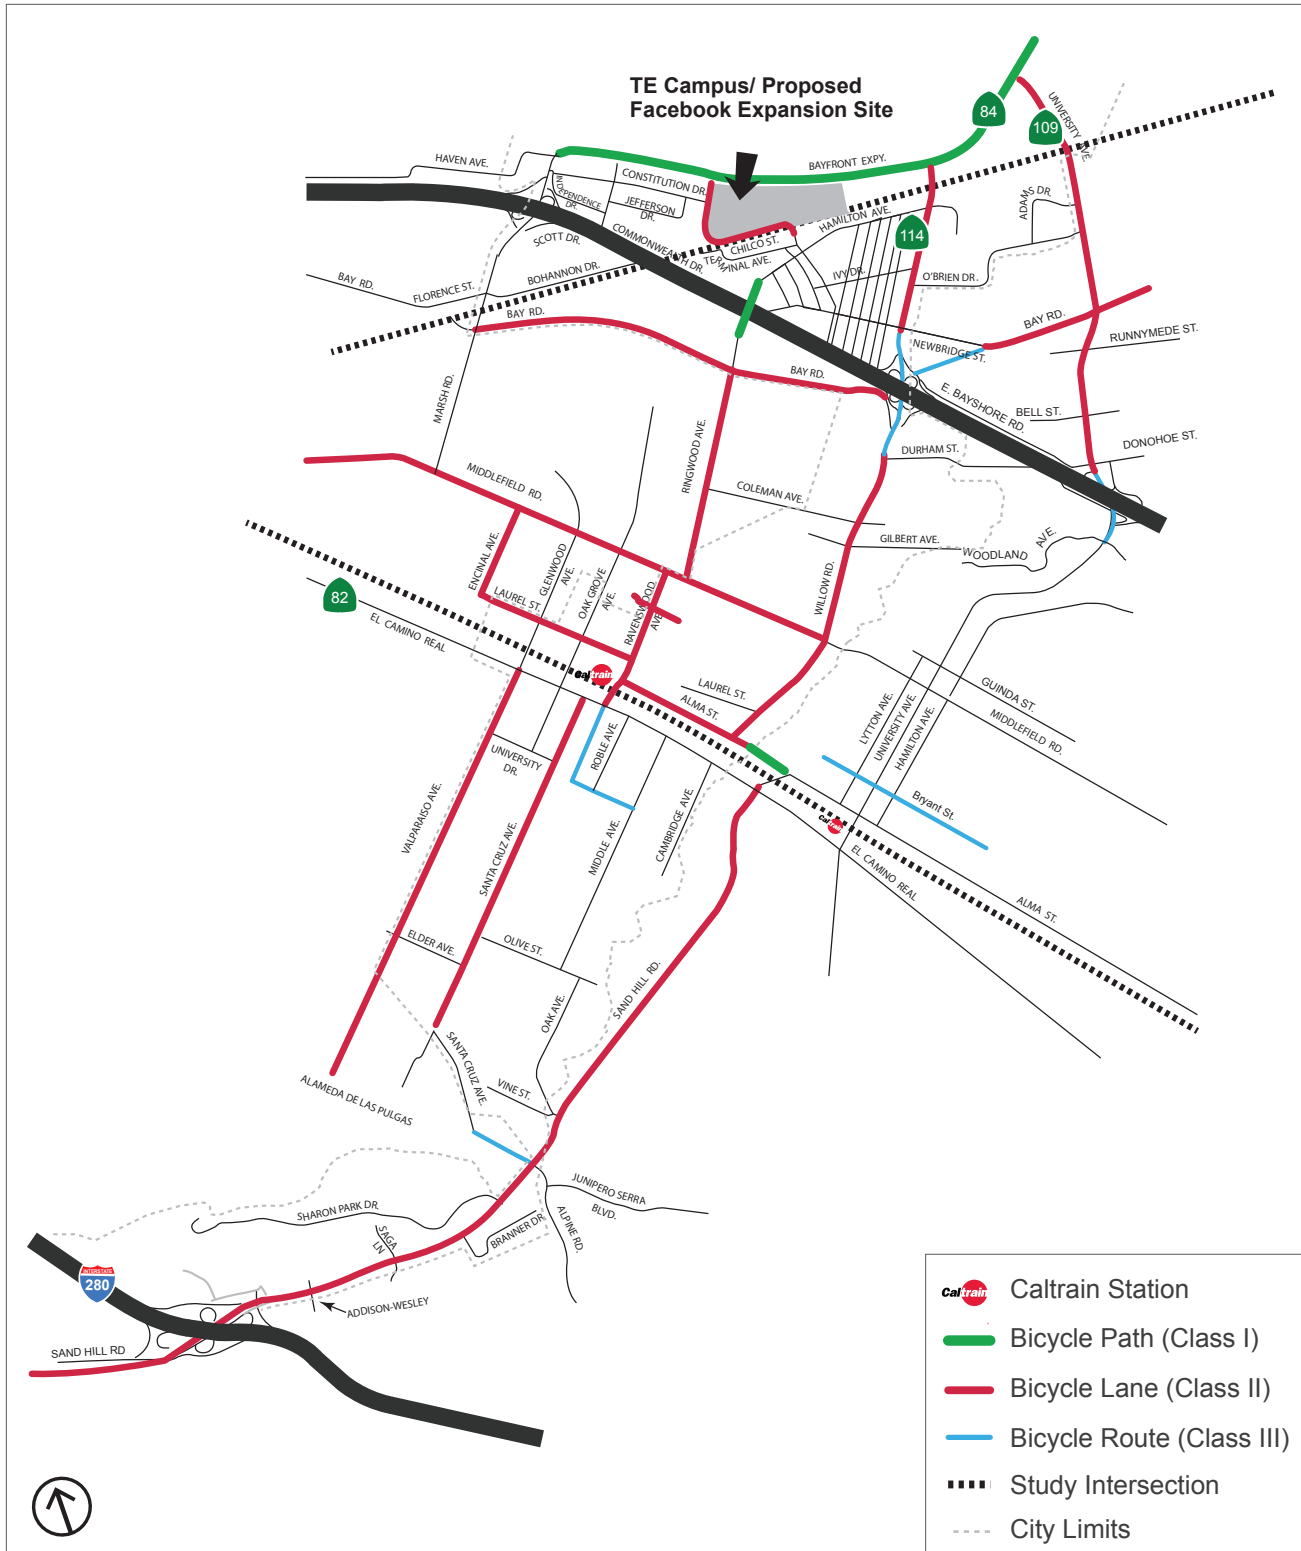 TE Campus/ Proposed
Facebook Expansion Site
84
109
UNIVERSITY AVE.
HAVEN AVE.
BAYFRONT EXPY.
CONSTITUTION DR.
INDEPENDENCE
DR.
JEFFERSON
DR.
ADAMS DR.
HAMILTON AVE.
114
SCOTT DR.
COMMONWEALTH DR.
CHILCO ST.
TERMINAL AVE.
BAY RD.
FLORENCE ST.
BOHANNON DR.
IVY DR.
O'BRIEN DR.
BAY RD.
BAY RD.
NEWBRIDGE ST.
RUNNYMEDE ST.
MARSH RD.
BAY RD.
E. BAYSHORE RD.
BELL ST.
RINGWOOD AVE.
DURHAM ST.
DONOHOE ST.
MIDDLEFIELD RD.
COLEMAN AVE.
ENCINAL AVE.
GLENWOOD
AVE.
GILBERT AVE.
WOODLAND
AVE.
OAK GROVE
AVE.
LAUREL ST.
82
RAVENSWOOD
AVE.
WILLOW RD.
EL CAMINO REAL
Caltrain
LAUREL ST.
ALMA ST.
GUINDA ST.
MIDDLEFIELD RD.
LYTTON AVE.
UNIVERSITY AVE.
HAMILTON AVE.
ROBLE AVE.
UNIVERSITY
DR.
VALPARAISO AVE.
SANTA CRUZ AVE.
MIDDLE AVE.
CAMBRIDGE AVE.
Bryant St.
Caltrain
EL CAMINO REAL
ALMA ST.
ELDER AVE.
OLIVE ST.
SAND HILL RD.
OAK AVE.
SANTA CRUZ AVE.
VINE ST.
ALAMEDA DE LAS PULGAS
JUNIPERO SERRA
BLVD.
SHARON PARK DR.
SAGA
LN
BRANNER DR.
ALPINE RD.
INTERSTATE
280
ADDISON-WESLEY
SAND HILL RD
Caltrain
Caltrain Station
Bicycle Path (Class I)
Bicycle Lane (Class II)
Bicycle Route (Class III)
Study Intersection
City Limits